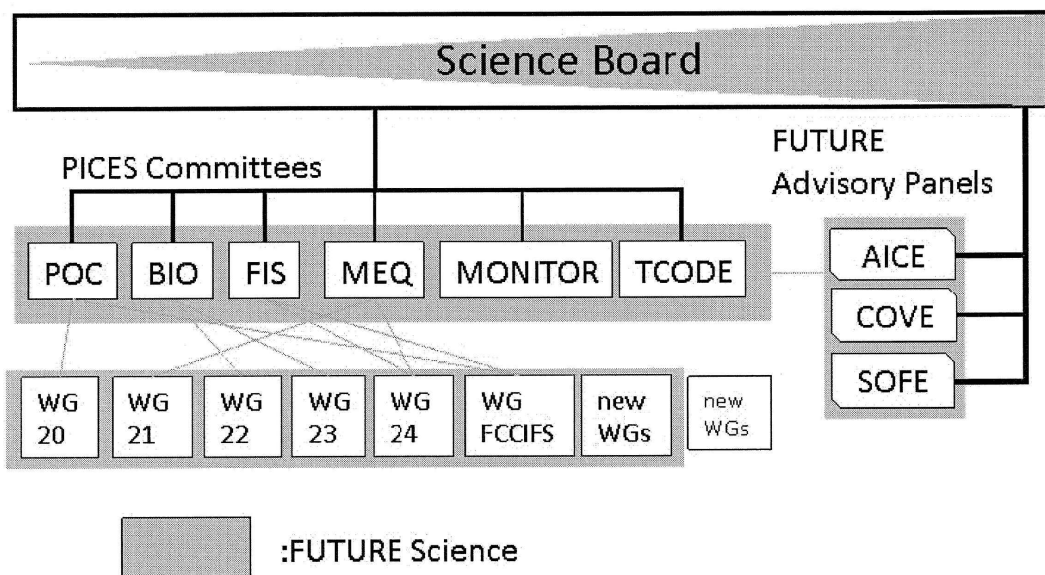 Science Board
PICES Committees
FUTURE
Advisory Panels
POC BIO FIS MEQ MONITOR TCODE
AICE
COVE
SOFE
WG
20
WG
21
WG
22
WG
23
WG
24
WG
FCCIFS
new
WGs
new
WGs
:FUTURE Science